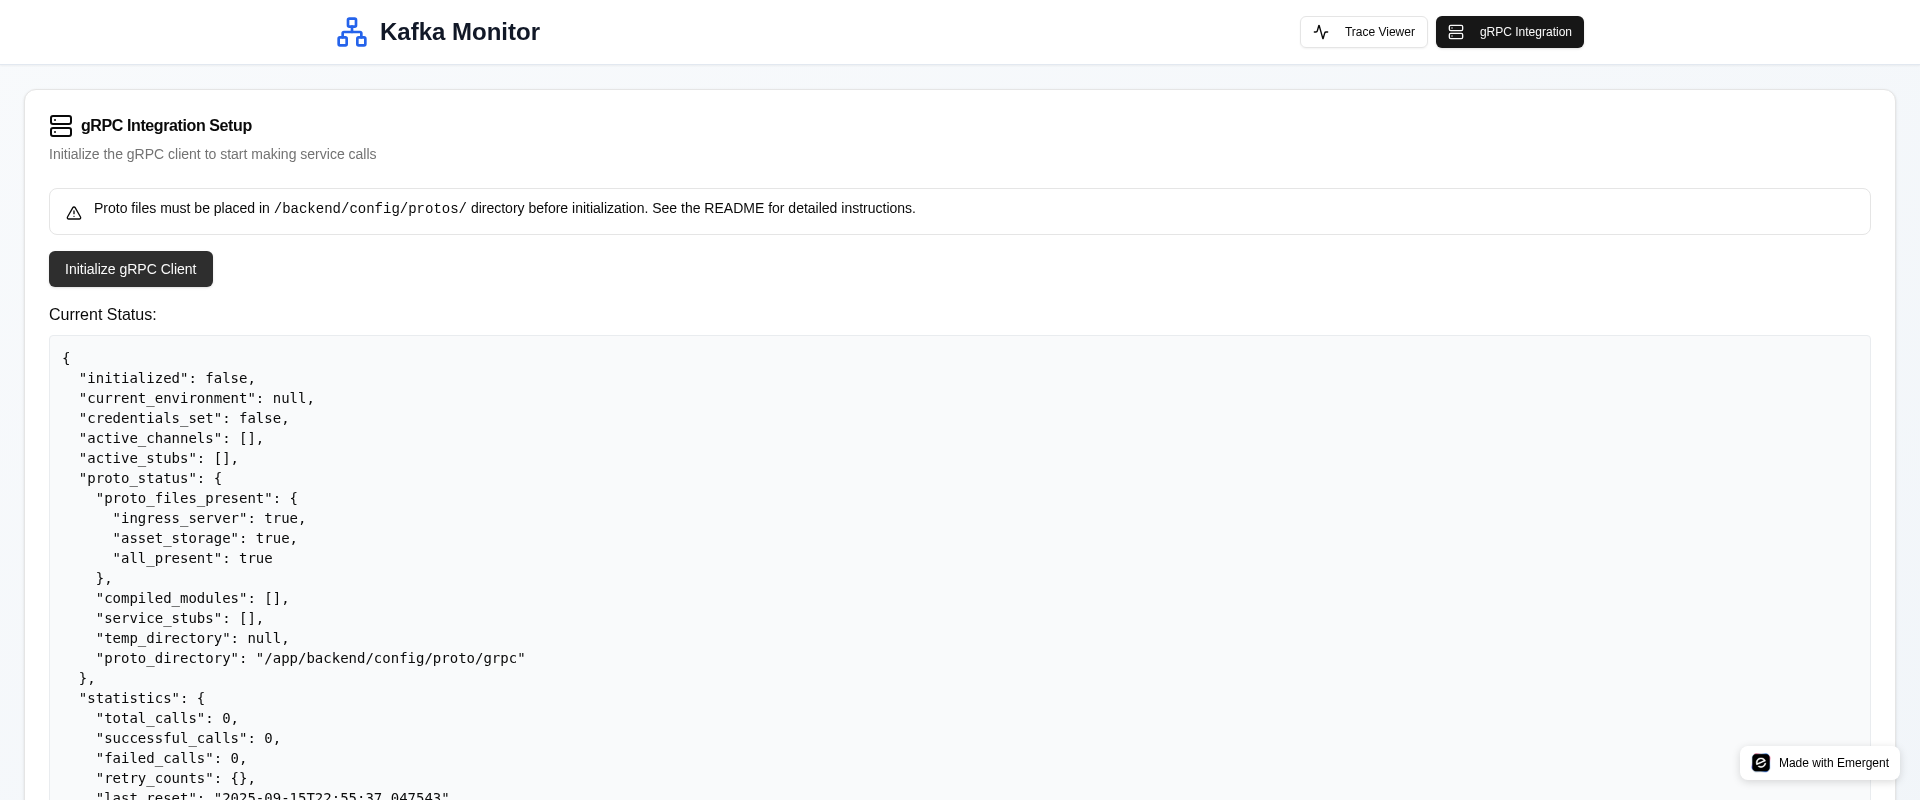 Kafka Monitor
Trace Viewer
gRPC Integration
gRPC Integration Setup
Initialize the gRPC client to start making service calls
Proto files must be placed in /backend/config/protos/ directory before initialization. See the README for detailed instructions.
Initialize gRPC Client
Current Status:
{
  "initialized": false,
  "current_environment": null,
  "credentials_set": false,
  "active_channels": [],
  "active_stubs": [],
  "proto_status": {
    "proto_files_present": {
      "ingress_server": true,
      "asset_storage": true,
      "all_present": true
    },
    "compiled_modules": [],
    "service_stubs": [],
    "temp_directory": null,
    "proto_directory": "/app/backend/config/proto/grpc"
  },
  "statistics": {
    "total_calls": 0,
    "successful_calls": 0,
    "failed_calls": 0,
    "retry_counts": {},
    "last_reset": "2025-09-15T22:55:37.047543"
Made with Emergent